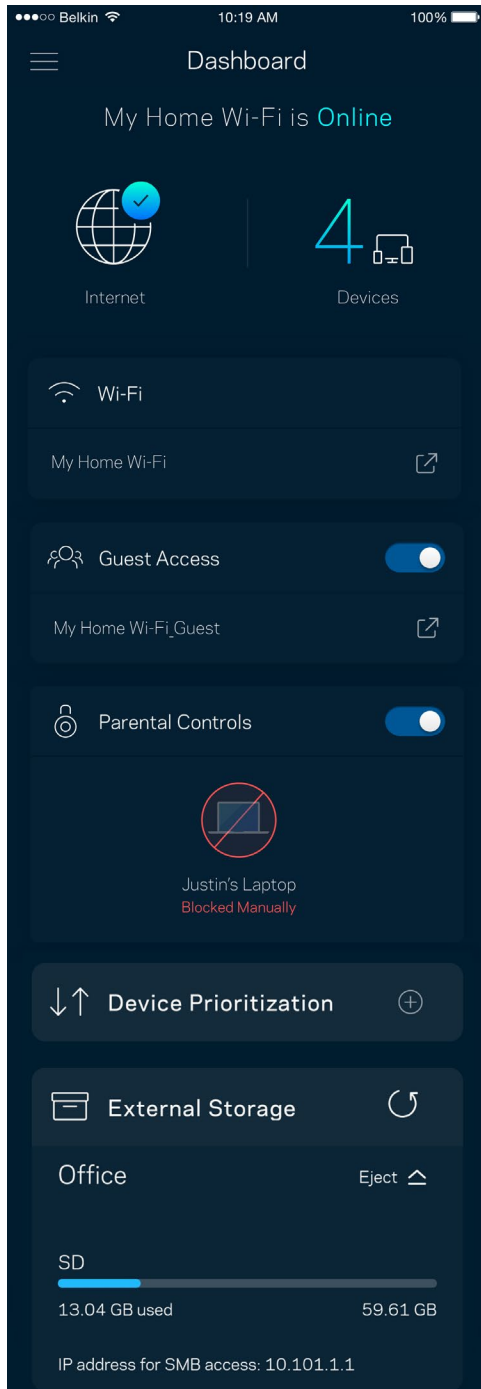 Belkin 10:19 AM 100%
Dashboard
My Home Wi-Fi is Online
4
Internet Devices
Wi-Fi
My Home Wi-Fi
Guest Access
My Home Wi-Fi_Guest
Parental Controls
Justin's Laptop
Blocked Manually
Device Prioritization
External Storage
Office Eject
SD
13.04 GB used 59.61 GB
IP address for SMB access: 10.101.1.1